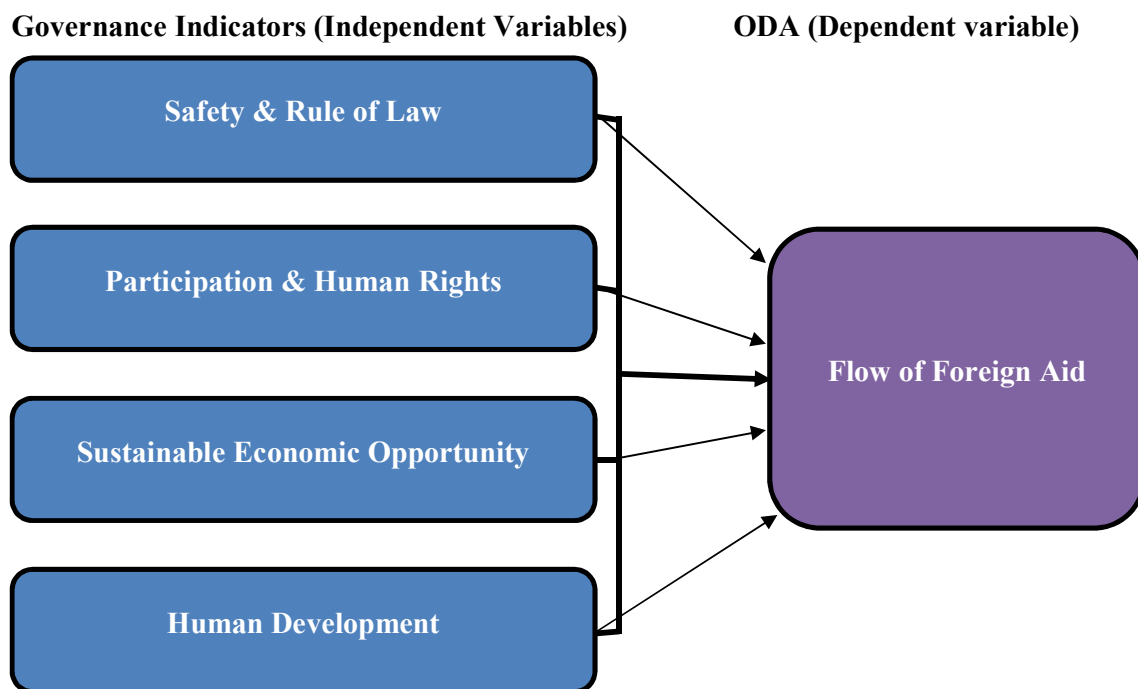 Governance Indicators (Independent Variables)
ODA (Dependent variable)
Safety & Rule of Law
Participation & Human Rights
Sustainable Economic Opportunity
Human Development
Flow of Foreign Aid